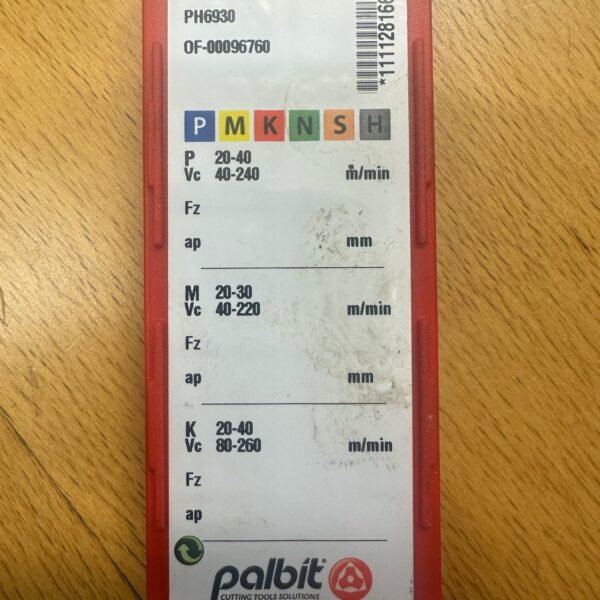 PH6930
OF-00096760
*111128166
P M K N S H
P 20-40
Vc 40-240 m/min
Fz
ap mm
M 20-30
Vc 40-220 m/min
Fz
ap mm
K 20-40
Vc 80-260 m/min
Fz
ap
palbit®
CUTTING TOOLS SOLUTIONS